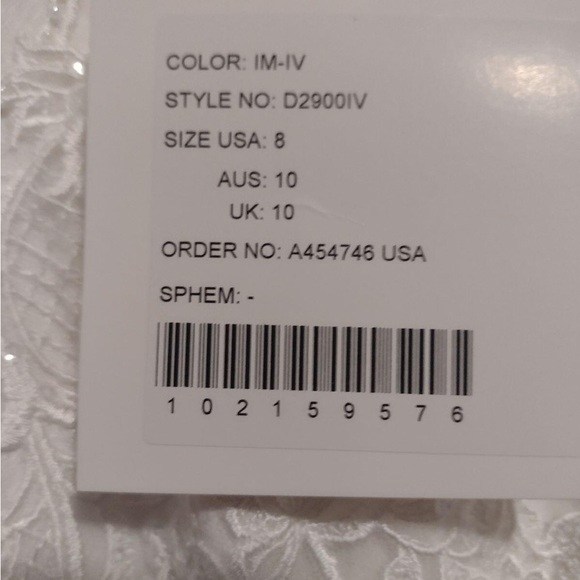 COLOR: IM-IV
STYLE NO: D2900IV
SIZE USA: 8
AUS: 10
UK: 10
ORDER NO: A454746 USA
SPHEM: -
1 0 2 1 5 9 5 7 6